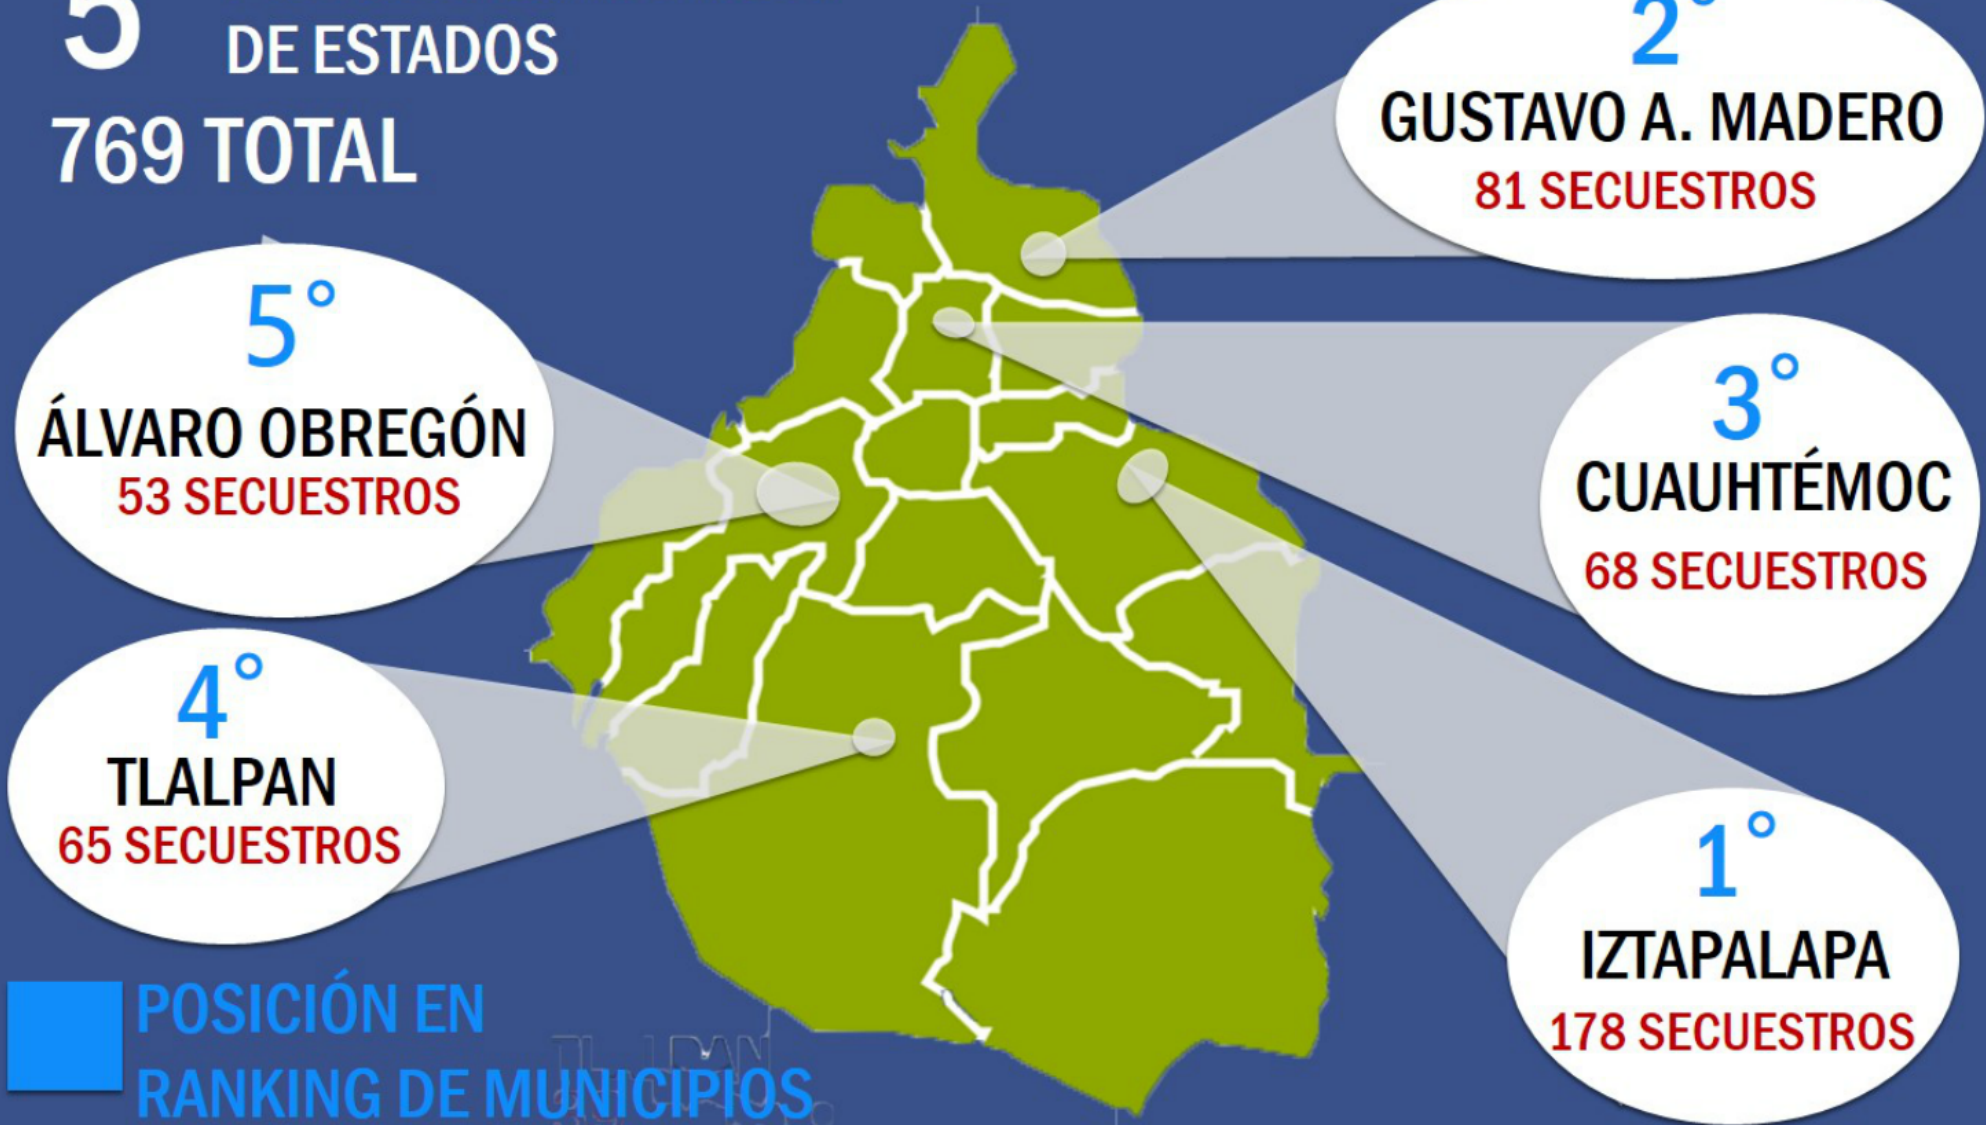 5 DE ESTADOS
769 TOTAL
2°
GUSTAVO A. MADERO
81 SECUESTROS
5°
ÁLVARO OBREGÓN
53 SECUESTROS
3°
CUAUHTÉMOC
68 SECUESTROS
4°
TLALPAN
65 SECUESTROS
1°
IZTAPALAPA
178 SECUESTROS
POSICIÓN EN
RANKING DE MUNICIPIOS
TLALPAN